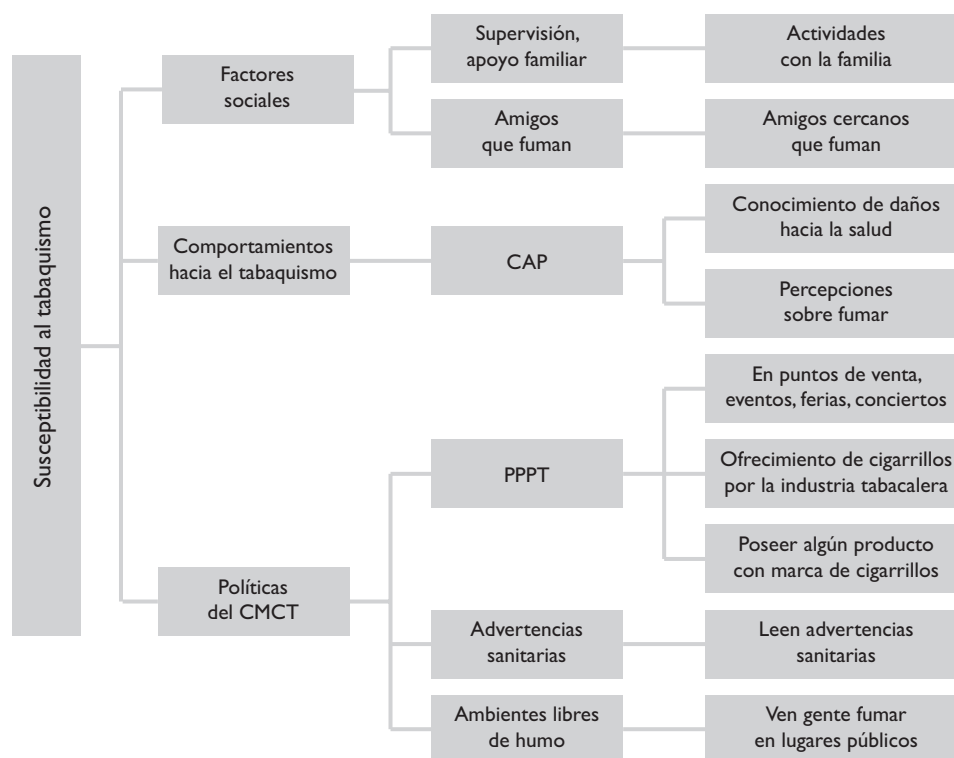 Susceptibilidad al tabaquismo
Factores
sociales
Supervisión,
apoyo familiar
Actividades
con la familia
Amigos
que fuman
Amigos cercanos
que fuman
Comportamientos
hacia el tabaquismo
CAP
Conocimiento de daños
hacia la salud
Percepciones
sobre fumar
Políticas
del CMCT
PPPT
En puntos de venta,
eventos, ferias, conciertos
Ofrecimiento de cigarrillos
por la industria tabacalera
Poseer algún producto
con marca de cigarrillos
Advertencias
sanitarias
Leen advertencias
sanitarias
Ambientes libres
de humo
Ven gente fumar
en lugares públicos